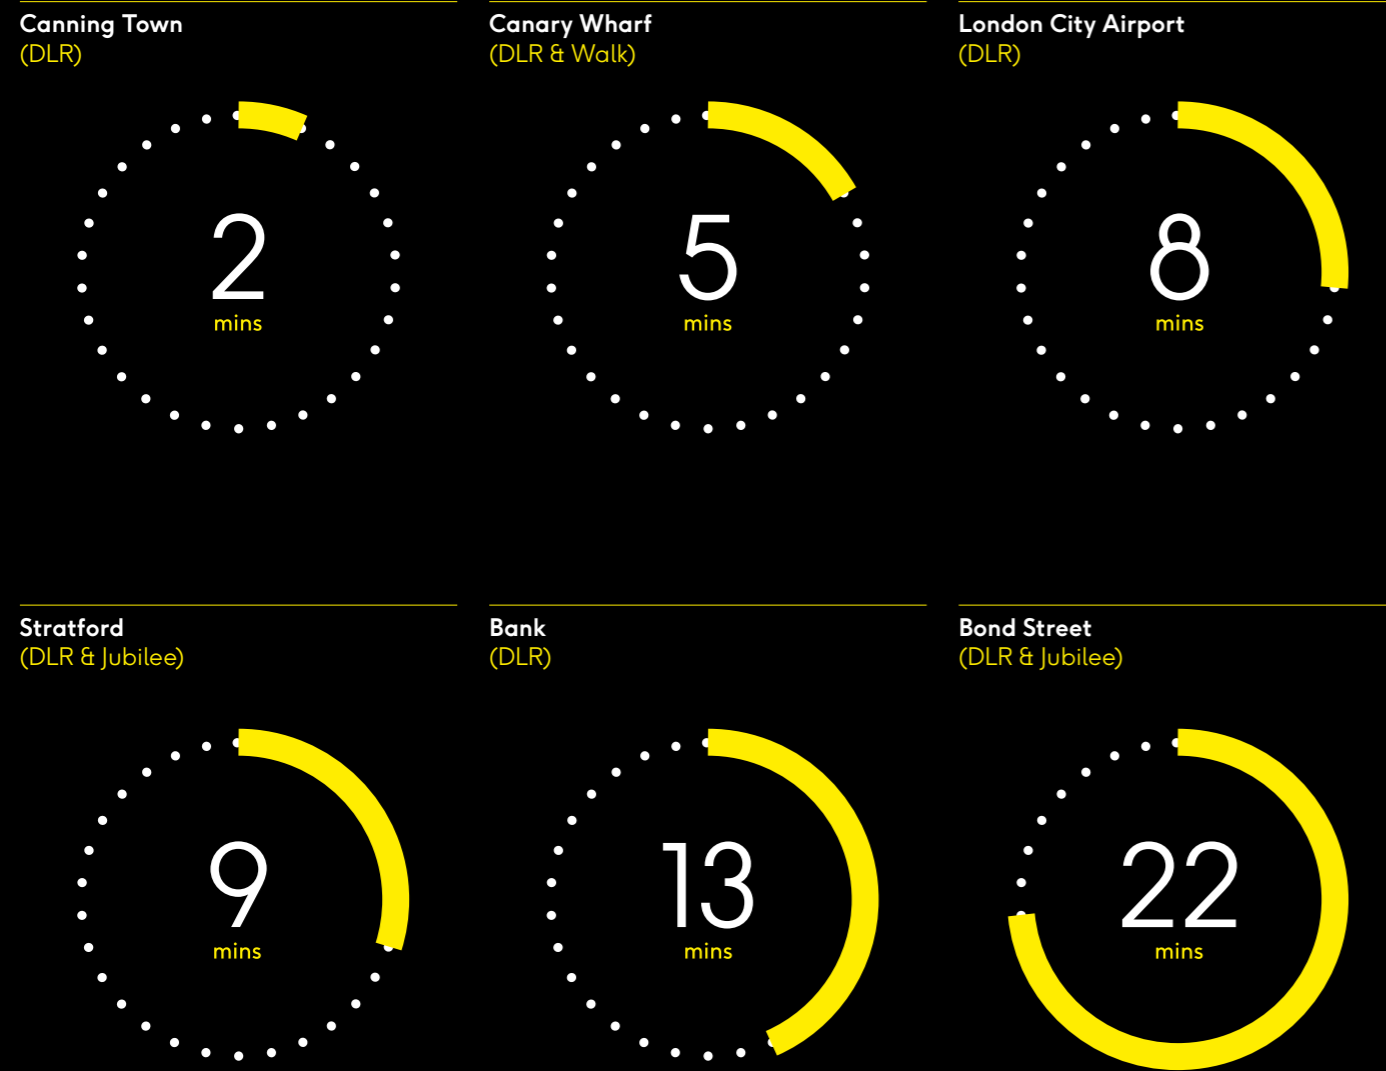 Canning Town
(DLR)
2
mins
Canary Wharf
(DLR & Walk)
5
mins
London City Airport
(DLR)
8
mins
Stratford
(DLR & Jubilee)
9
mins
Bank
(DLR)
13
mins
Bond Street
(DLR & Jubilee)
22
mins